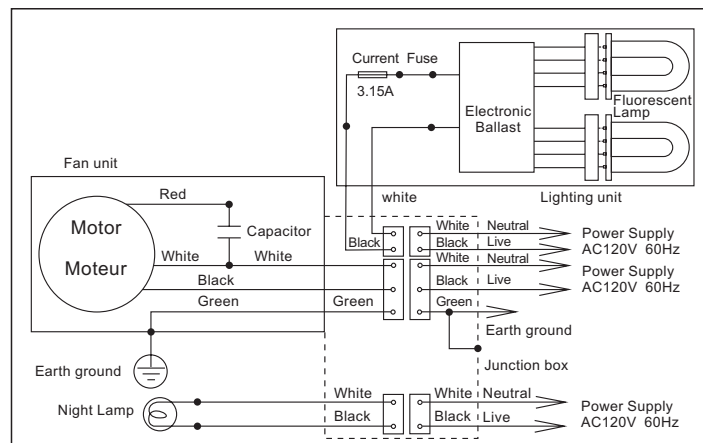 Current Fuse
3.15A
Electronic
Ballast
Fluorescent
Lamp
Lighting unit
Fan unit
Red
Motor
Moteur
Capacitor
white
White
White
Black
Green
Green
Black
White Neutral
Black Live
Power Supply
AC120V 60Hz
White Neutral
Black Live
Power Supply
AC120V 60Hz
Green
Earth ground
Junction box
Earth ground
Night Lamp
White
Black
White Neutral
Black Live
Power Supply
AC120V 60Hz